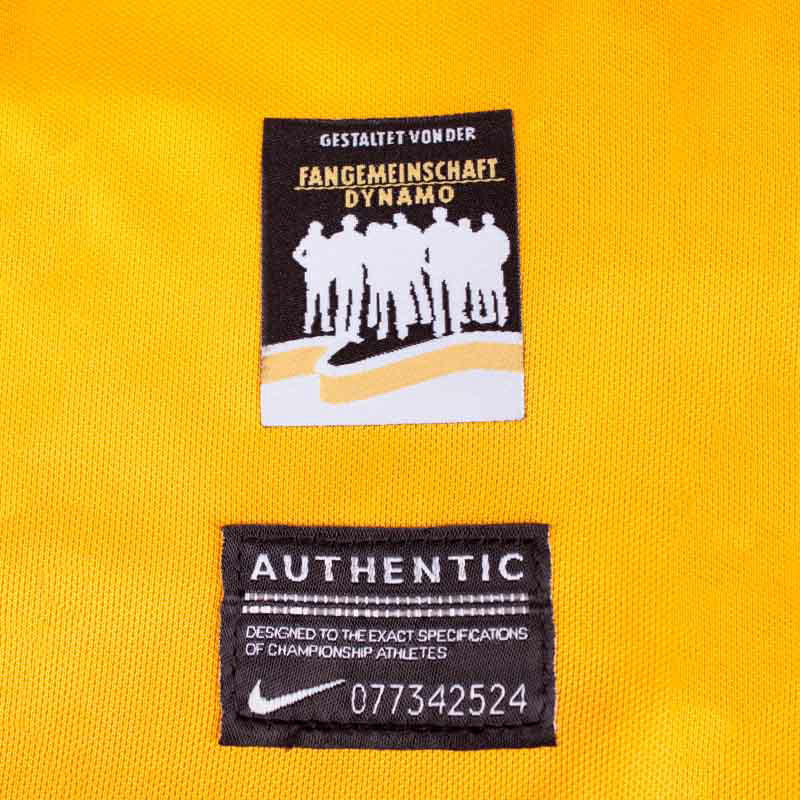 GESTALTET VON DER
FANGEMEINSCHAFT
DYNAMO
AUTHENTIC
DESIGNED TO THE EXACT SPECIFICATIONS
OF CHAMPIONSHIP ATHLETES
077342524